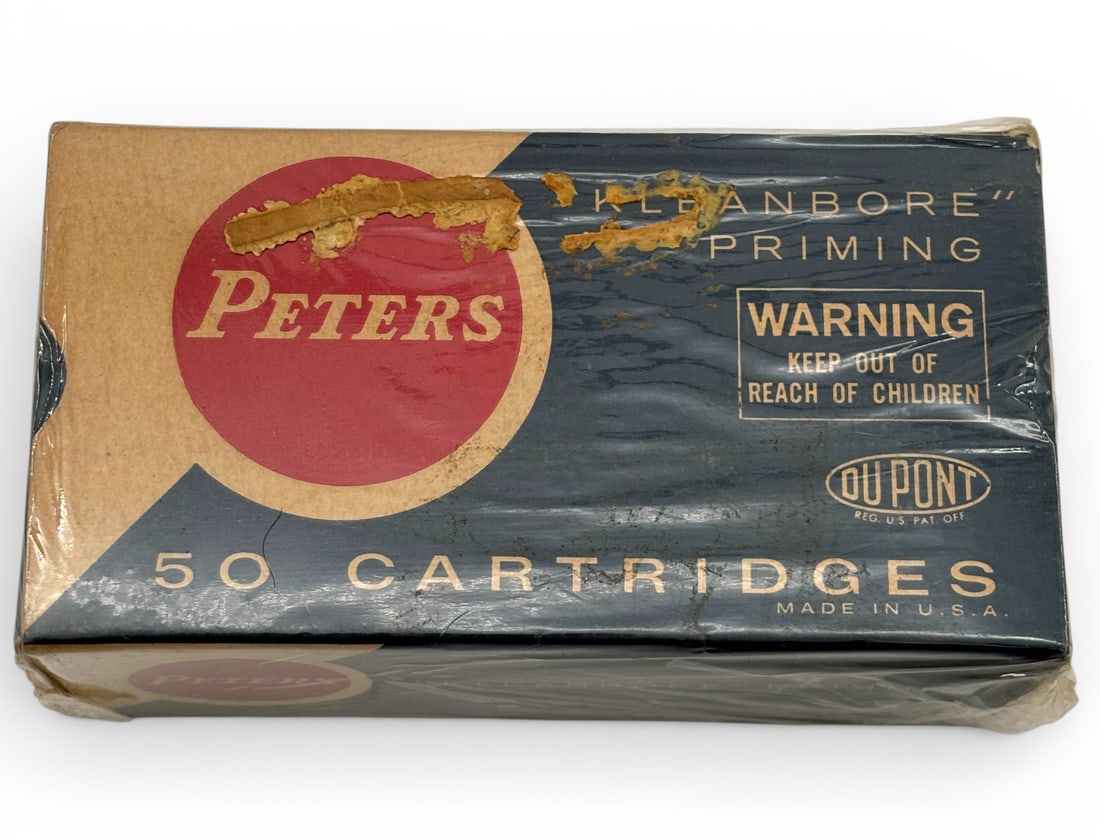 "KLEANBORE"
PRIMING
PETERS
WARNING
KEEP OUT OF
REACH OF CHILDREN
DU PONT
REG. U.S. PAT. OFF.
50 CARTRIDGES
MADE IN U.S.A.
PETERS